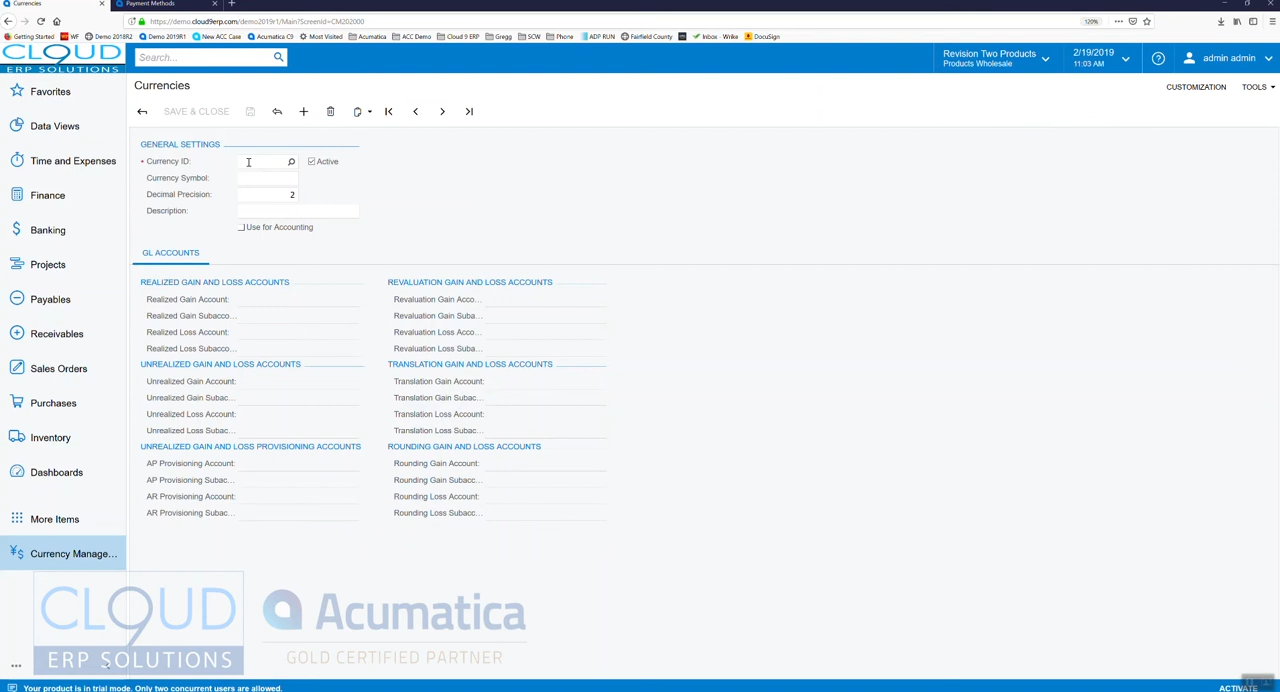 Currencies
Payment Methods
https://demo.cloud9erp.com/demo2019r1/Main?ScreenId=CM202000
120%
Getting Started
WF
Demo 2018R2
Demo 2019R1
New ACC Case
Acumatica C9
Most Visited
Acumatica
ACC Demo
Cloud 9 ERP
Gregg
SCW
Phone
ADP RUN
Fairfield County
Inbox - Wrike
DocuSign
CL9UD
ERP SOLUTIONS
Search...
Revision Two Products
Products Wholesale
2/19/2019
11:03 AM
admin admin
Favorites
Data Views
Time and Expenses
Finance
Banking
Projects
Payables
Receivables
Sales Orders
Purchases
Inventory
Dashboards
More Items
Currency Manage...
Currencies
CUSTOMIZATION
TOOLS
SAVE & CLOSE
GENERAL SETTINGS
* Currency ID:
Active
Currency Symbol:
Decimal Precision:
2
Description:
Use for Accounting
GL ACCOUNTS
REALIZED GAIN AND LOSS ACCOUNTS
Realized Gain Account:
Realized Gain Subacco...
Realized Loss Account:
Realized Loss Subacco...
UNREALIZED GAIN AND LOSS ACCOUNTS
Unrealized Gain Account:
Unrealized Gain Subac...
Unrealized Loss Account:
Unrealized Loss Subac...
UNREALIZED GAIN AND LOSS PROVISIONING ACCOUNTS
AP Provisioning Account:
AP Provisioning Subac...
AR Provisioning Account:
AR Provisioning Subac...
REVALUATION GAIN AND LOSS ACCOUNTS
Revaluation Gain Acco...
Revaluation Gain Suba...
Revaluation Loss Acco...
Revaluation Loss Suba...
TRANSLATION GAIN AND LOSS ACCOUNTS
Translation Gain Account:
Translation Gain Subac...
Translation Loss Account:
Translation Loss Subac...
ROUNDING GAIN AND LOSS ACCOUNTS
Rounding Gain Account:
Rounding Gain Subacc...
Rounding Loss Account:
Rounding Loss Subacc...
CL9UD
ERP SOLUTIONS
Acumatica
GOLD CERTIFIED PARTNER
Your product is in trial mode. Only two concurrent users are allowed.
ACTIVATE